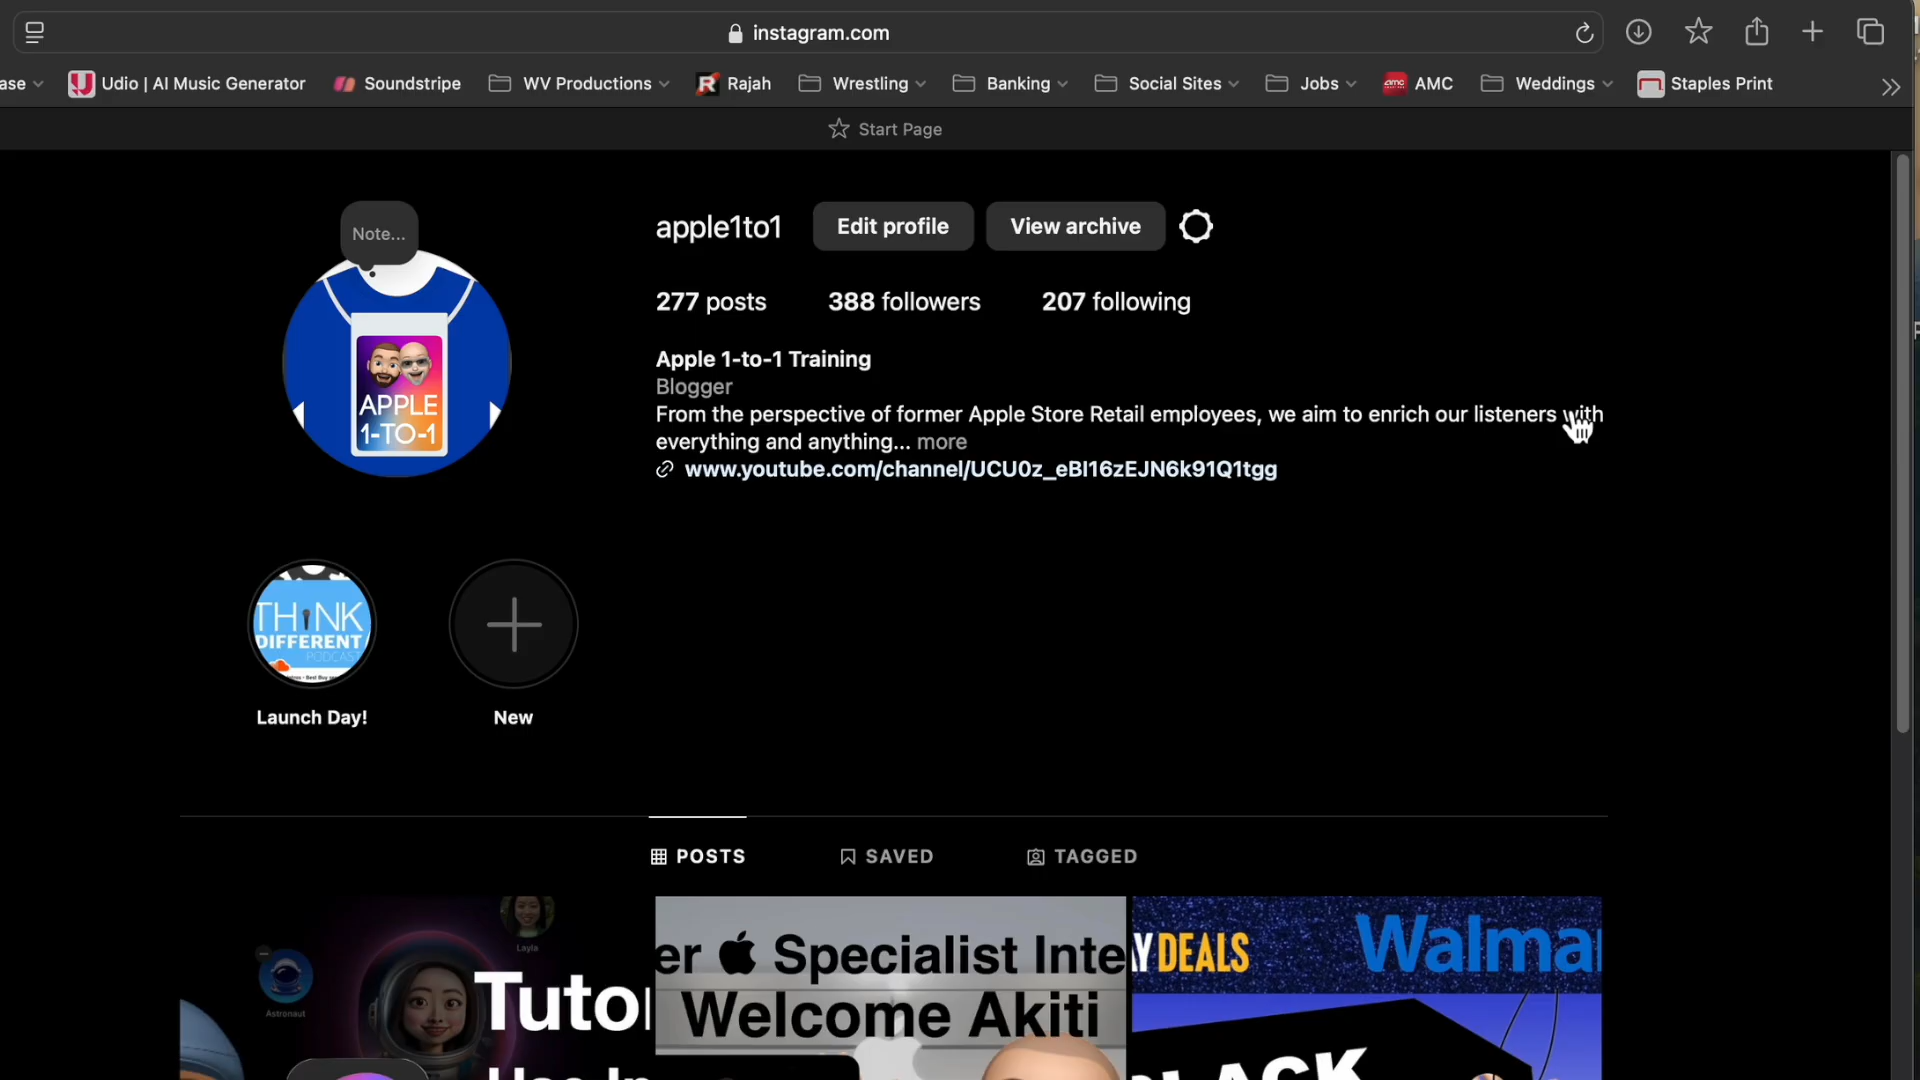 instagram.com
ase Udio | AI Music Generator Soundstripe WV Productions Rajah Wrestling Banking Social Sites Jobs amc AMC Weddings Staples Print
Start Page
Note...
apple1to1 Edit profile View archive
277 posts 388 followers 207 following
Apple 1-to-1 Training
Blogger
From the perspective of former Apple Store Retail employees, we aim to enrich our listeners with
everything and anything... more
www.youtube.com/channel/UCU0z_eBI16zEJN6k91Q1tgg
APPLE
1-TO-1
THINK
DIFFERENT
PODCAST
Launch Day! New
POSTS SAVED TAGGED
Layla
Astronaut
Tuto
er Specialist Inte
Welcome Akiti
Y DEALS
Walma
BLACK